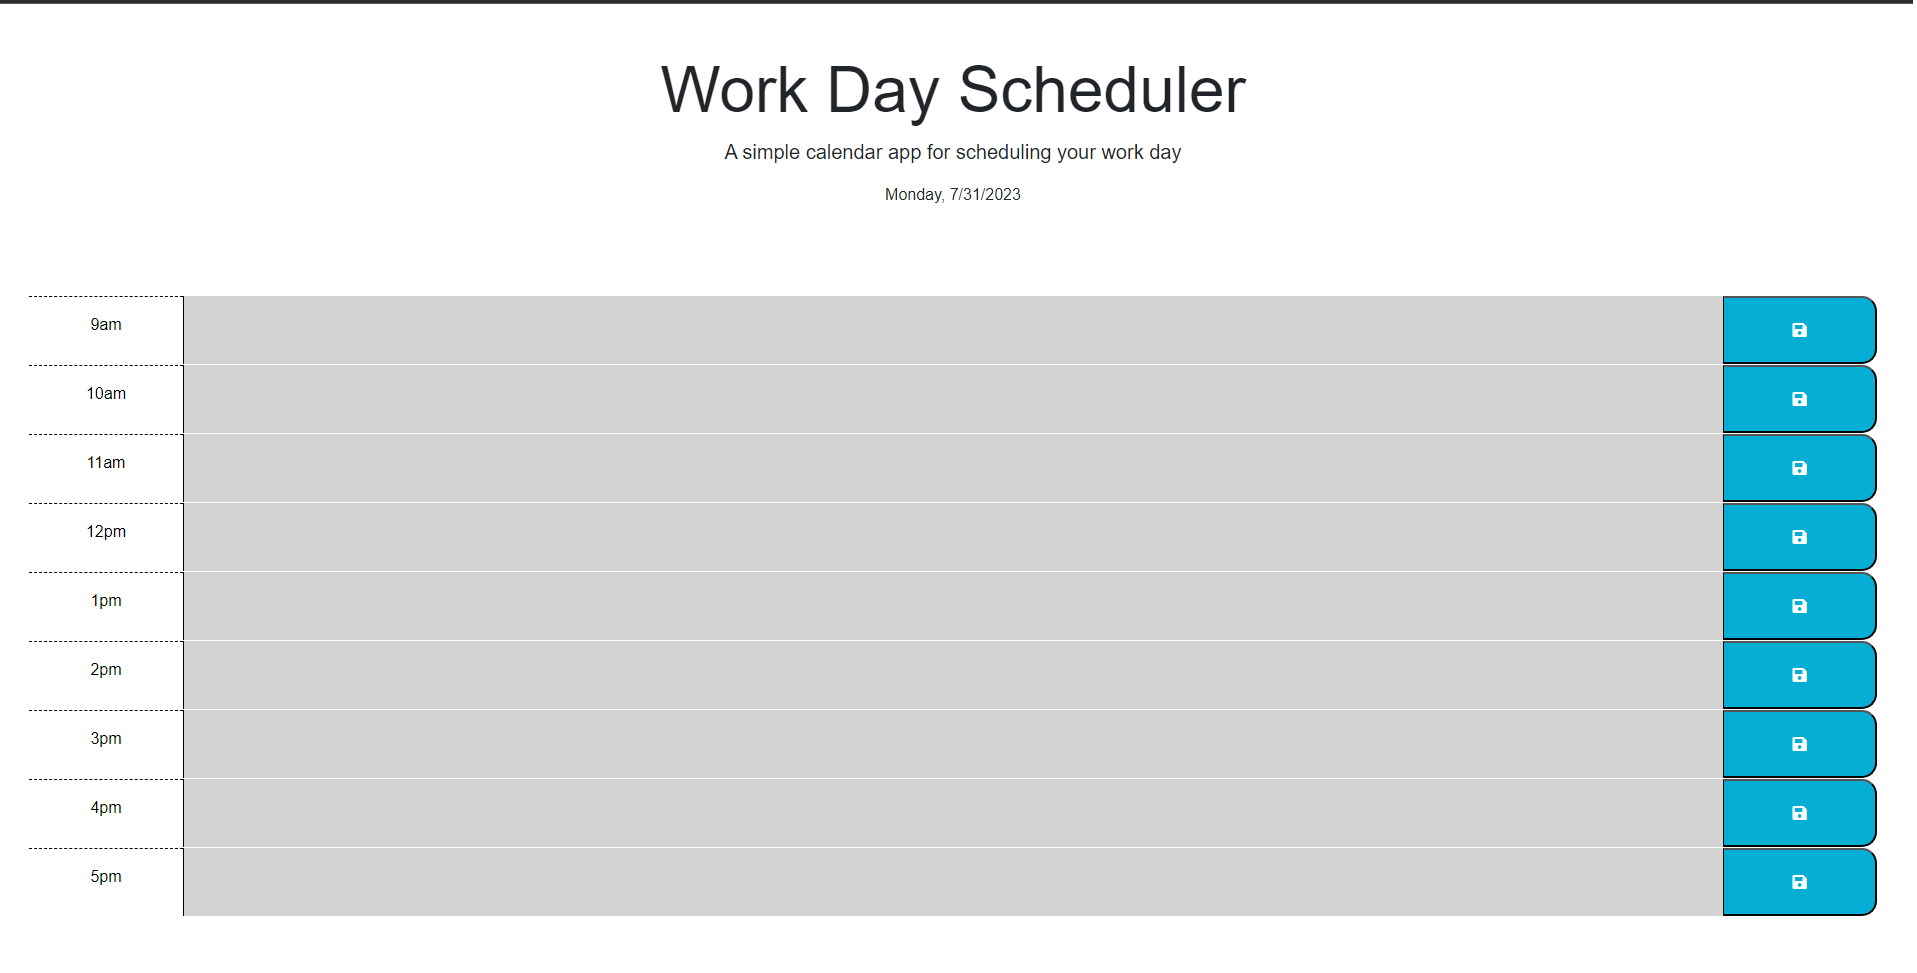 Work Day Scheduler
A simple calendar app for scheduling your work day
Monday, 7/31/2023
9am
10am
11am
12pm
1pm
2pm
3pm
4pm
5pm